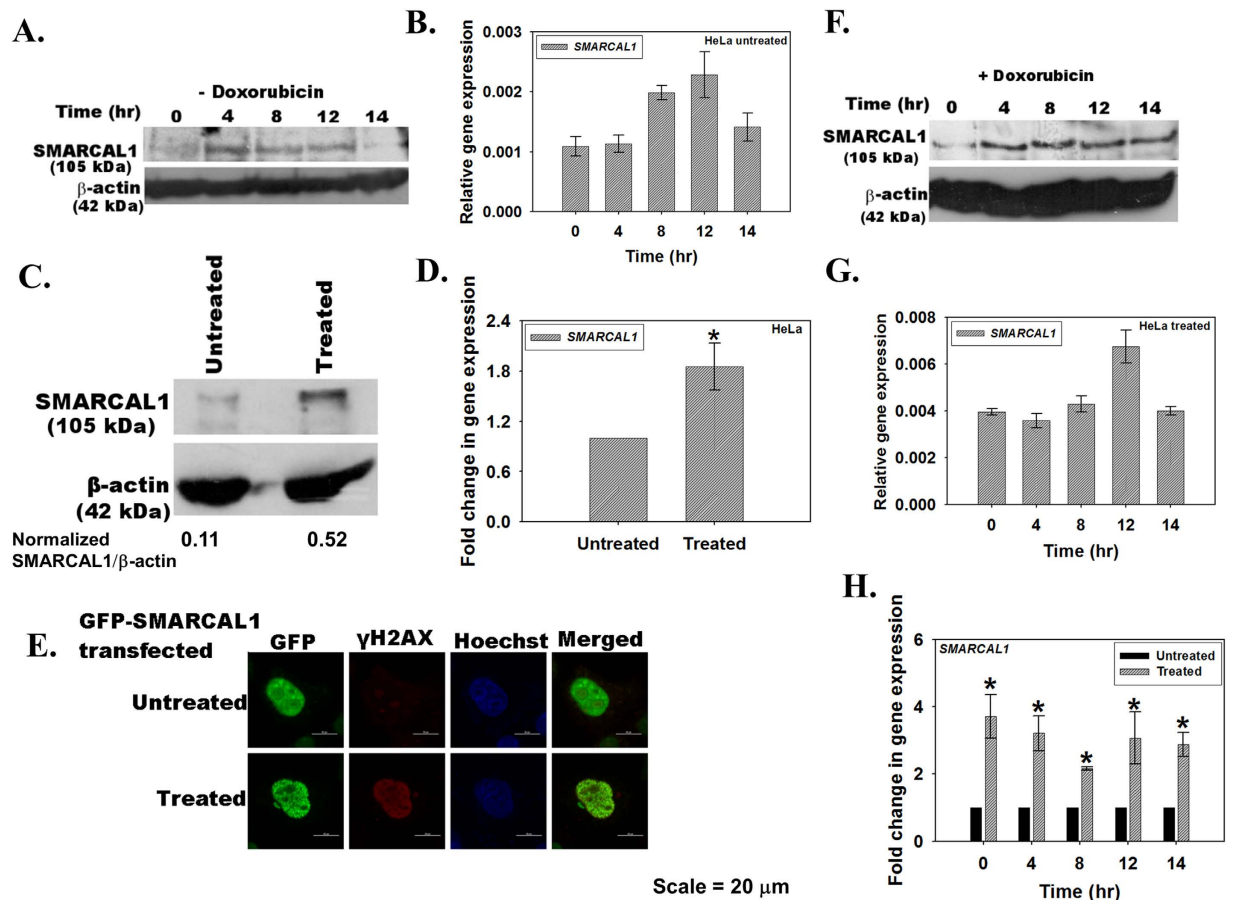 A.
- Doxorubicin
Time (hr) 0 4 8 12 14
SMARCAL1
(105 kDa)
β-actin
(42 kDa)
B.
Relative gene expression
0.003
0.002
0.001
0.000
SMARCAL1
HeLa untreated
0 4 8 12 14
Time (hr)
C.
Untreated
Treated
SMARCAL1
(105 kDa)
β-actin
(42 kDa)
Normalized 0.11 0.52
SMARCAL1/β-actin
D.
Fold change in gene expression
2.4
1.8
1.2
0.6
0.0
SMARCAL1
HeLa
*
Untreated Treated
E.
GFP-SMARCAL1
transfected
GFP γH2AX Hoechst Merged
Untreated
Treated
Scale = 20 μm
F.
+ Doxorubicin
Time (hr) 0 4 8 12 14
SMARCAL1
(105 kDa)
β-actin
(42 kDa)
G.
Relative gene expression
0.008
0.006
0.004
0.002
0.000
SMARCAL1
HeLa treated
0 4 8 12 14
Time (hr)
H.
Fold change in gene expression
6
4
2
0
SMARCAL1
Untreated
Treated
* * * * *
0 4 8 12 14
Time (hr)